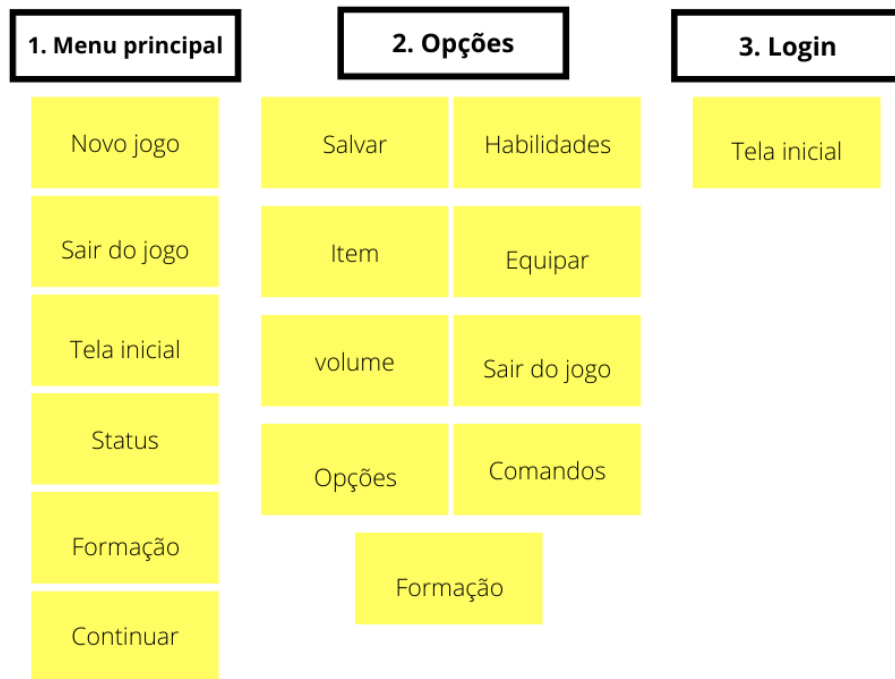 1. Menu principal
Novo jogo
Sair do jogo
Tela inicial
Status
Formação
Continuar
2. Opções
Salvar
Habilidades
Item
Equipar
volume
Sair do jogo
Opções
Comandos
Formação
3. Login
Tela inicial